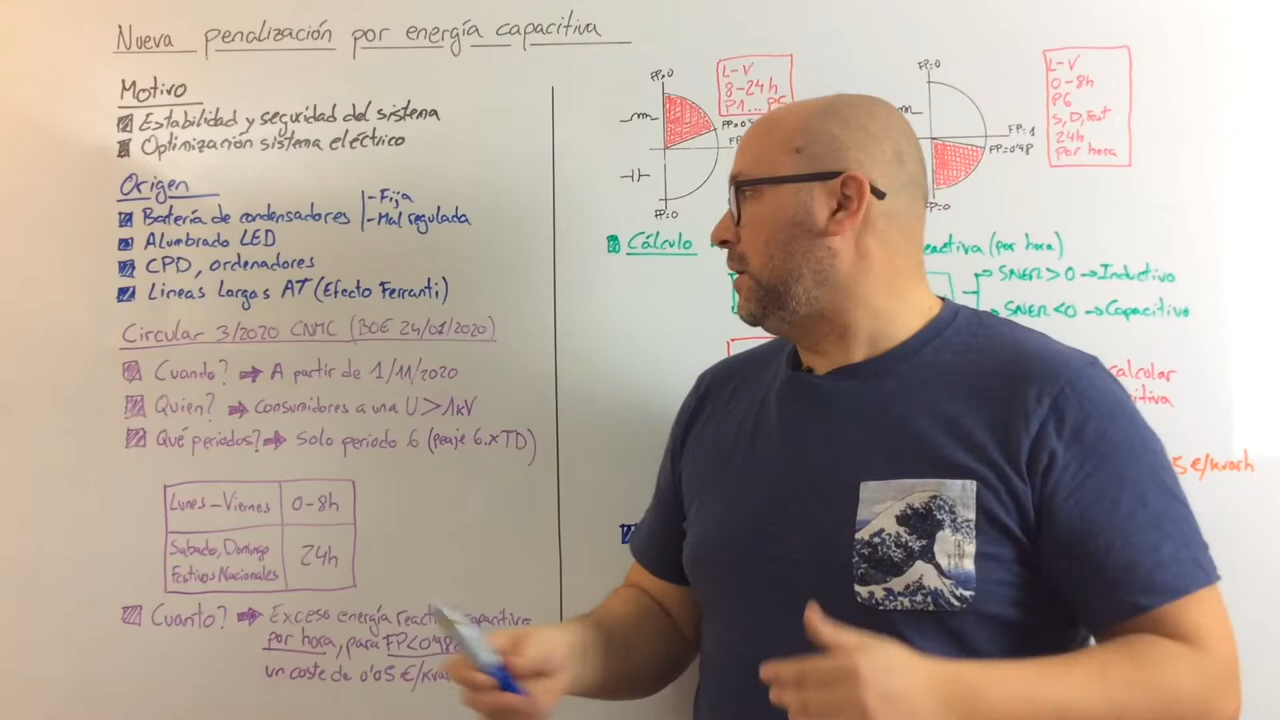 Nueva penalización por energía capacitiva
Motivo
Estabilidad y seguridad del sistema
Optimización sistema eléctrico
Origen
Batería de condensadores
-Fija
-Mal regulada
Alumbrado LED
CPD, ordenadores
Lineas Largas AT (Efecto Ferranti)
Circular 3/2020 CNMC (BOE 24/01/2020)
Cuando? ➡ A partir de 1/11/2020
Quien? ➡ Consumidores a una U>1kV
Qué periodos? ➡ Solo periodo 6 (peaje 6.xTD)
Lunes-Viernes 0-8h
Sabado, Domingo
Festivos Nacionales
24h
Cuanto? ➡ Exceso energía capacitiva
por hora, para FP<0'98
un coste de 0'05 €/kvar
FP=0
L-V
8-24h
P1...P5
FP=0
FP=0
FP=1
FP=0'98
FP=0
L-V
0-8h
P6
S, D, Fest
24h
por hora
Cálculo
eactiva (por hora)
SNER>0 → Inductivo
SNER<0 → Capacitivo
calcular
itiva
5 €/kvarh